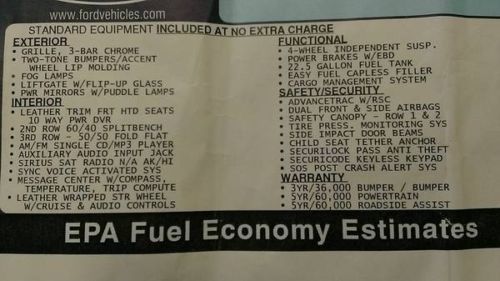 www.fordvehicles.com
STANDARD EQUIPMENT INCLUDED AT NO EXTRA CHARGE
EXTERIOR
• GRILLE, 3-BAR CHROME
• TWO-TONE BUMPERS/ACCENT
WHEEL LIP MOLDING
• FOG LAMPS
• LIFTGATE W/FLIP-UP GLASS
• PWR MIRRORS W/PUDDLE LAMPS
INTERIOR
• LEATHER TRIM FRT HTD SEATS
10 WAY PWR DVR
• 2ND ROW 60/40 SPLITBENCH
• 3RD ROW - 50/50 FOLD FLAT
• AM/FM SINGLE CD/MP3 PLAYER
• AUXILIARY AUDIO INPUT JACK
• SIRIUS SAT RADIO N/A AK/HI
• SYNC VOICE ACTIVATED SYS
• MESSAGE CENTER W/COMPASS,
TEMPERATURE, TRIP COMPUTE
• LEATHER WRAPPED STR WHEEL
W/CRUISE & AUDIO CONTROLS
FUNCTIONAL
• 4-WHEEL INDEPENDENT SUSP.
• POWER BRAKES W/EBD
• 22.5 GALLON FUEL TANK
• EASY FUEL CAPLESS FILLER
• CARGO MANAGEMENT SYSTEM
SAFETY/SECURITY
• ADVANCETRAC W/RSC
• DUAL FRONT & SIDE AIRBAGS
• SAFETY CANOPY - ROW 1 & 2
• TIRE PRESS. MONITORING SYS
• SIDE IMPACT DOOR BEAMS
• CHILD SEAT TETHER ANCHOR
• SECURILOCK PASS ANTI THEFT
• SECURICODE KEYLESS KEYPAD
• SOS POST CRASH ALERT SYS
WARRANTY
• 3YR/36,000 BUMPER / BUMPER
• 5YR/60,000 POWERTRAIN
• 5YR/60,000 ROADSIDE ASSIST
EPA Fuel Economy Estimates